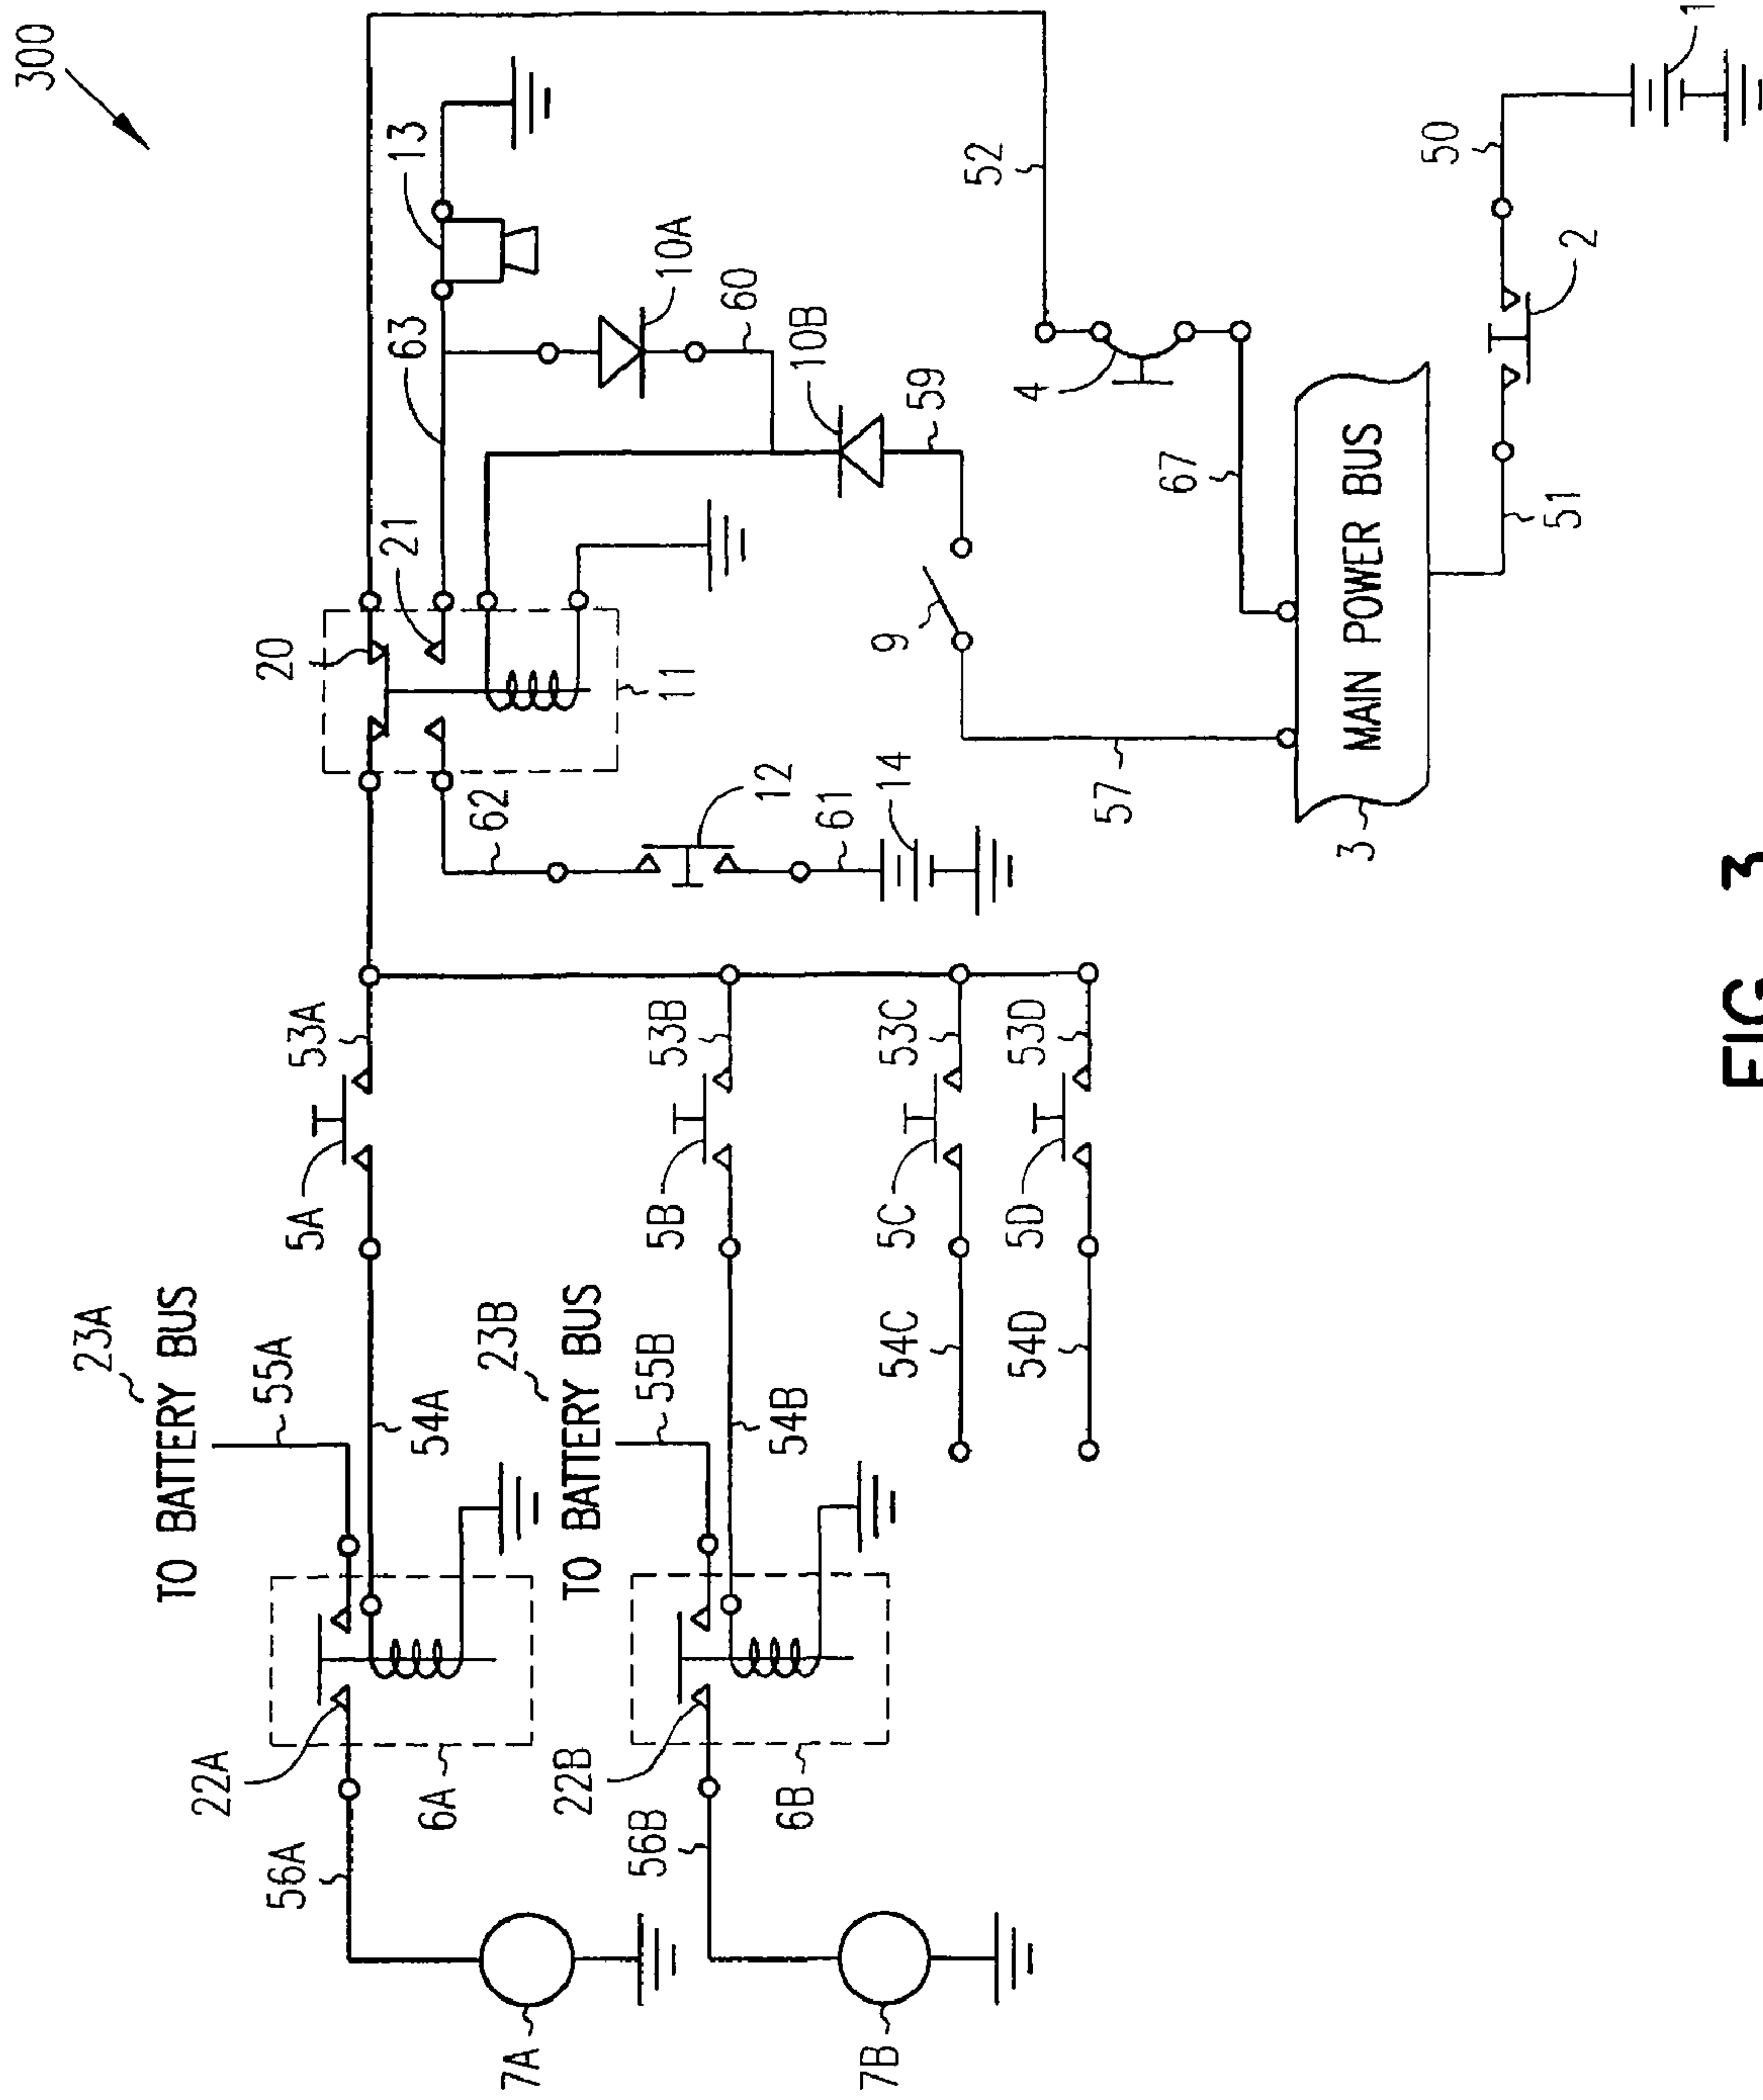 300
23A
TO BATTERY BUS
55A
5A
53A
20
21
63
13
54A
22A
6A
56A
7A
23B
TO BATTERY BUS
55B
5B
53B
62
11
10A
60
10B
59
52
12
61
14
9
54B
22B
6B
56B
7B
5C
53C
54C
5D
53D
54D
4
67
57
3
MAIN POWER BUS
50
51
2
1
FIG. 3